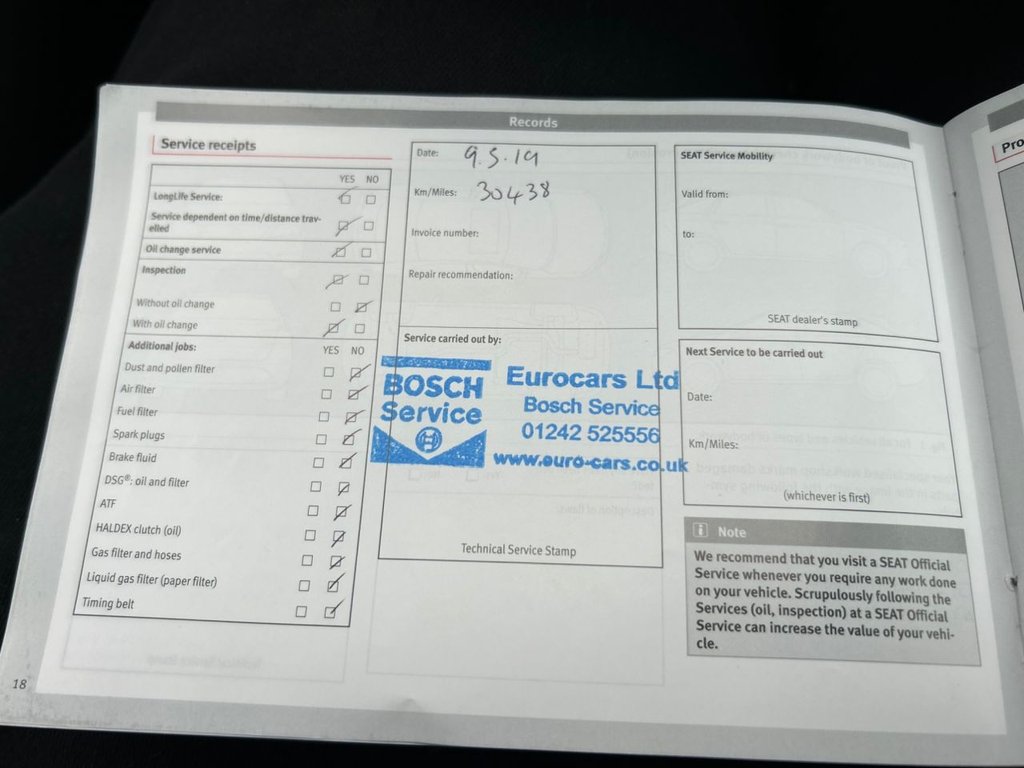 Records
Service receipts
YES NO
LongLife Service:
Service dependent on time/distance trav-
elled
Oil change service
Inspection
Without oil change
With oil change
Additional jobs: YES NO
Dust and pollen filter
Air filter
Fuel filter
Spark plugs
Brake fluid
DSG®: oil and filter
ATF
HALDEX clutch (oil)
Gas filter and hoses
Liquid gas filter (paper filter)
Timing belt
18
Date: 9.5.19
Km/Miles: 30438
Invoice number:
Repair recommendation:
Service carried out by:
BOSCH
Service
Eurocars Ltd
Bosch Service
01242 525556
www.euro-cars.co.uk
Technical Service Stamp
SEAT Service Mobility
Valid from:
to:
SEAT dealer's stamp
Next Service to be carried out
Date:
Km/Miles:
(whichever is first)
i Note
We recommend that you visit a SEAT Official
Service whenever you require any work done
on your vehicle. Scrupulously following the
Services (oil, inspection) at a SEAT Official
Service can increase the value of your vehi-
cle.
Pro